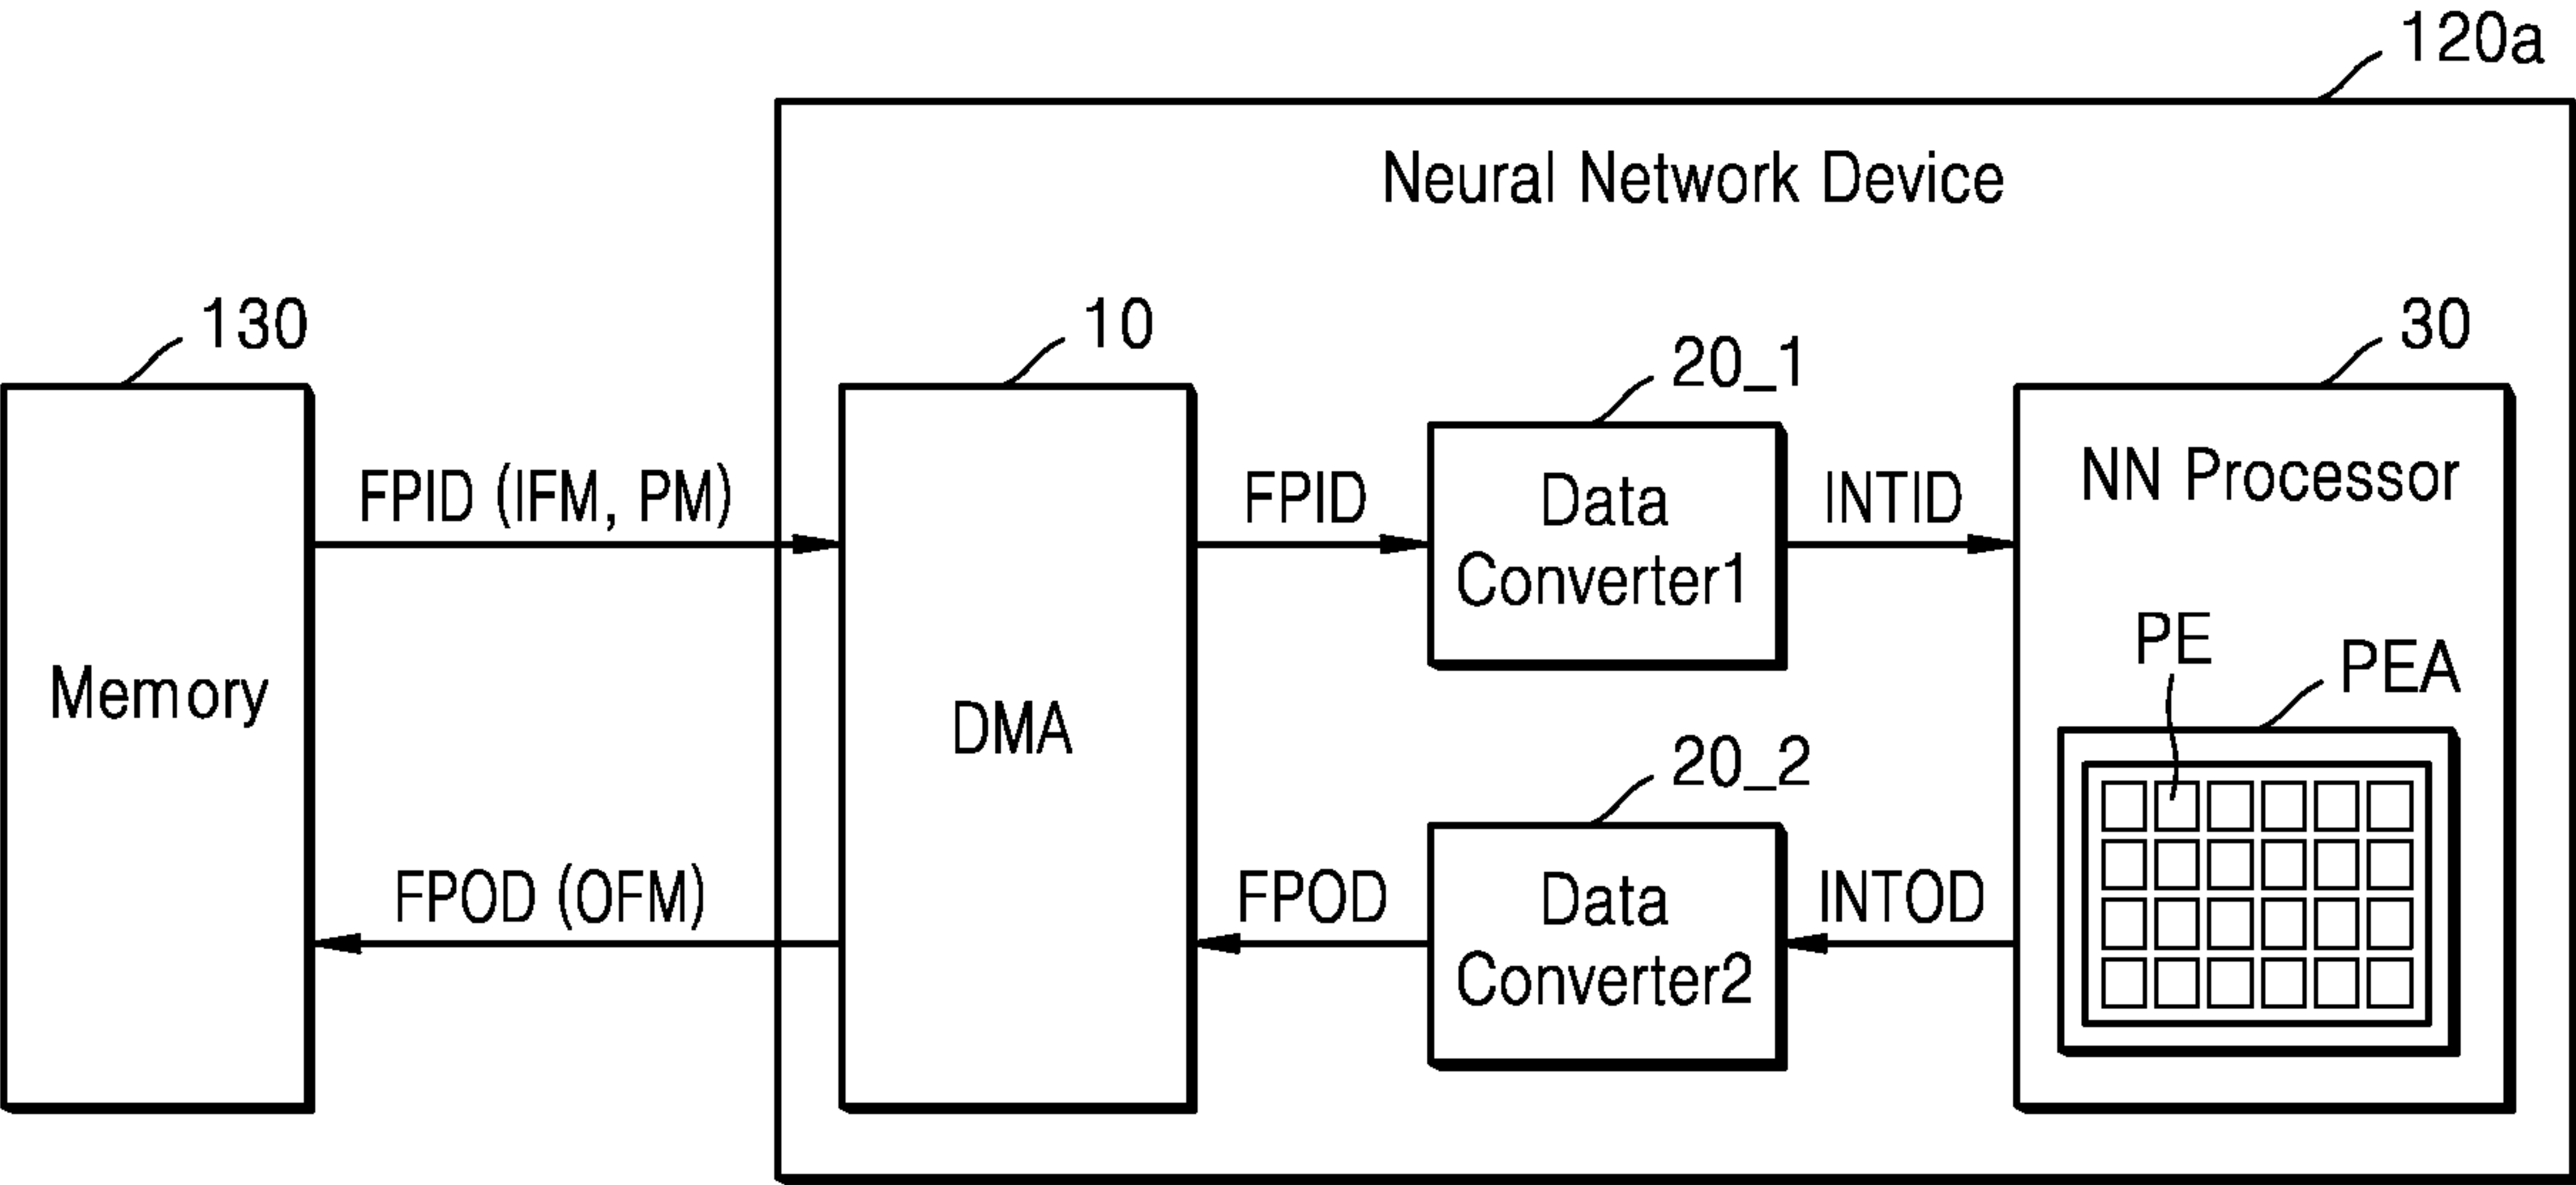 120a
Neural Network Device
130
10
20_1
30
FPID (IFM, PM)
FPID
Data
Converter1
INTID
NN Processor
PE
PEA
Memory
DMA
20_2
FPOD (OFM)
FPOD
Data
Converter2
INTOD